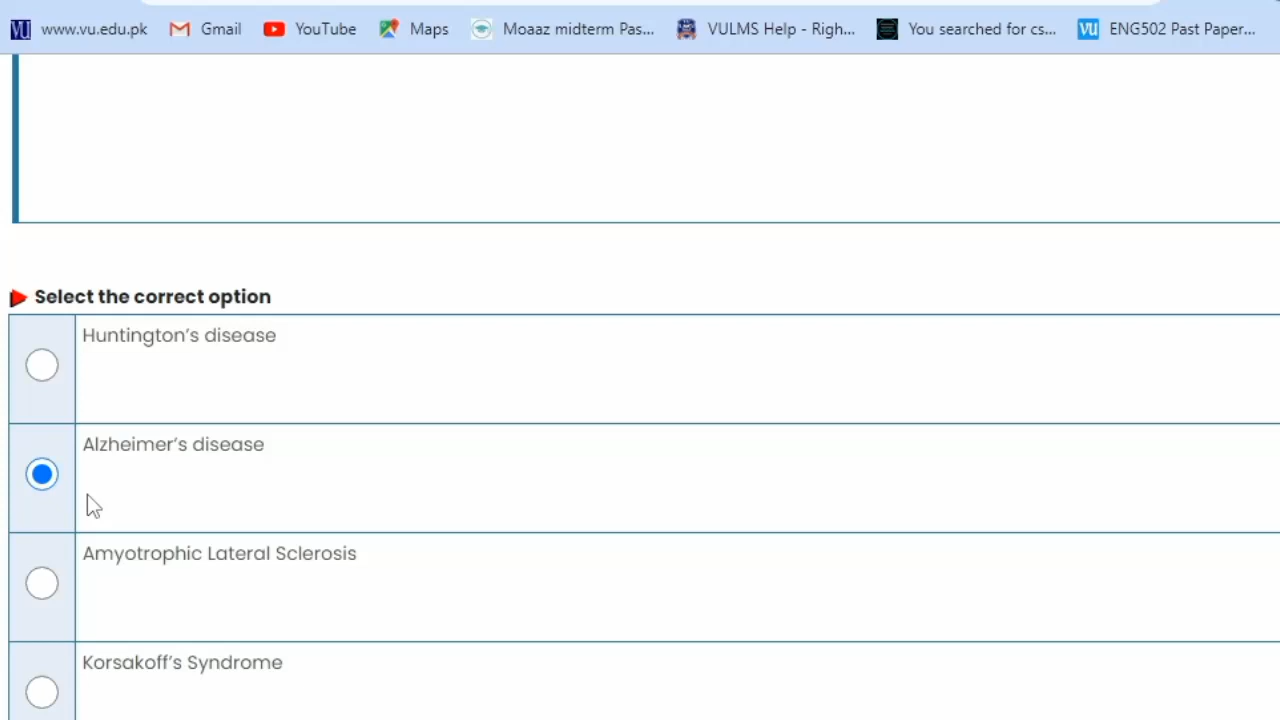 www.vu.edu.pk Gmail YouTube Maps Moaaz midterm Pas... VULMS Help - Righ... You searched for cs... ENG502 Past Paper...
Select the correct option
Huntington’s disease
Alzheimer’s disease
Amyotrophic Lateral Sclerosis
Korsakoff’s Syndrome